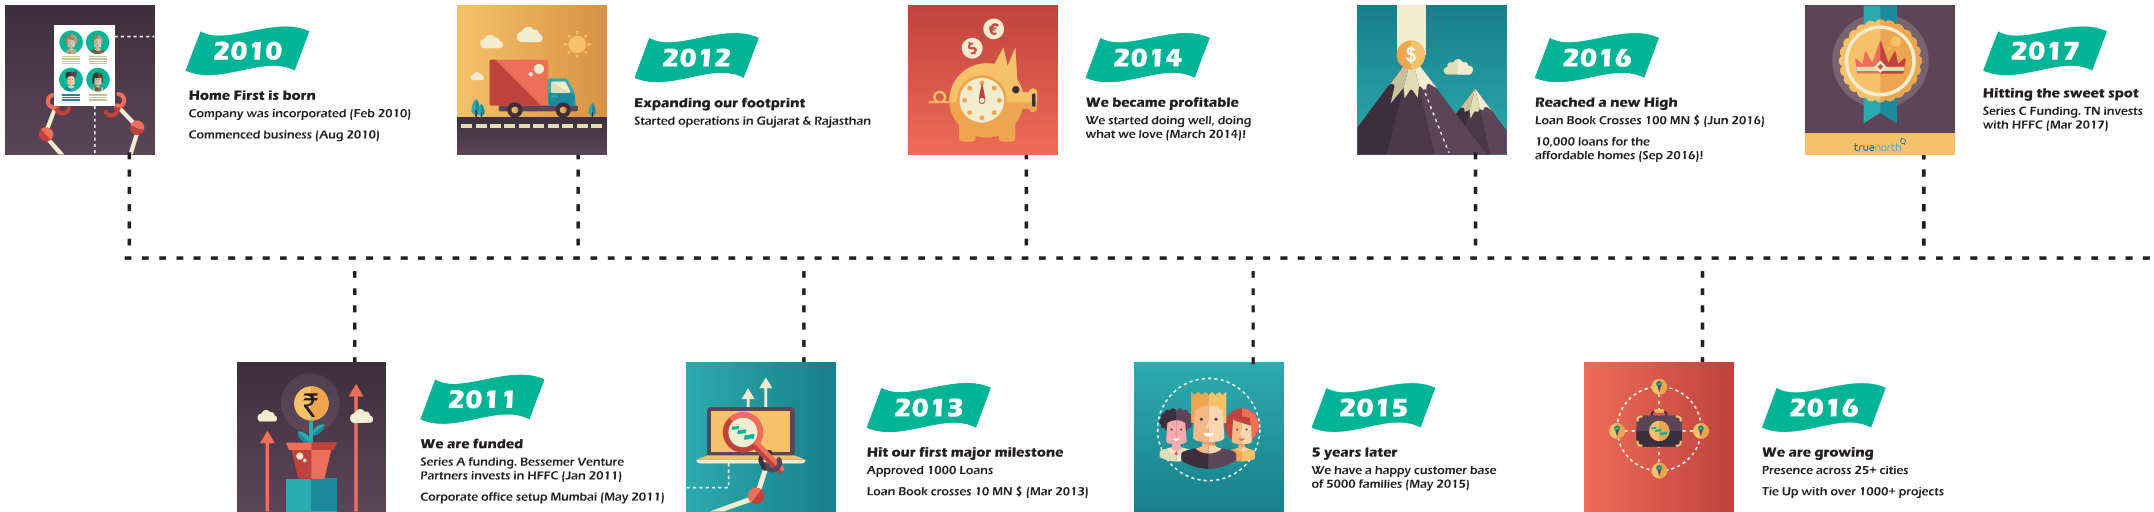 2010
Home First is born
Company was incorporated (Feb 2010)
Commenced business (Aug 2010)
2012
Expanding our footprint
Started operations in Gujarat & Rajasthan
$
€
2014
We became profitable
We started doing well, doing
what we love (March 2014)!
$
2016
Reached a new High
Loan Book Crosses 100 MN $ (Jun 2016)
10,000 loans for the
affordable homes (Sep 2016)!
truenorth
2017
Hitting the sweet spot
Series C Funding. TN invests
with HFFC (Mar 2017)
₹
2011
We are funded
Series A funding. Bessemer Venture
Partners invests in HFFC (Jan 2011)
Corporate office setup Mumbai (May 2011)
2013
Hit our first major milestone
Approved 1000 Loans
Loan Book crosses 10 MN $ (Mar 2013)
2015
5 years later
We have a happy customer base
of 5000 families (May 2015)
2016
We are growing
Presence across 25+ cities
Tie Up with over 1000+ projects